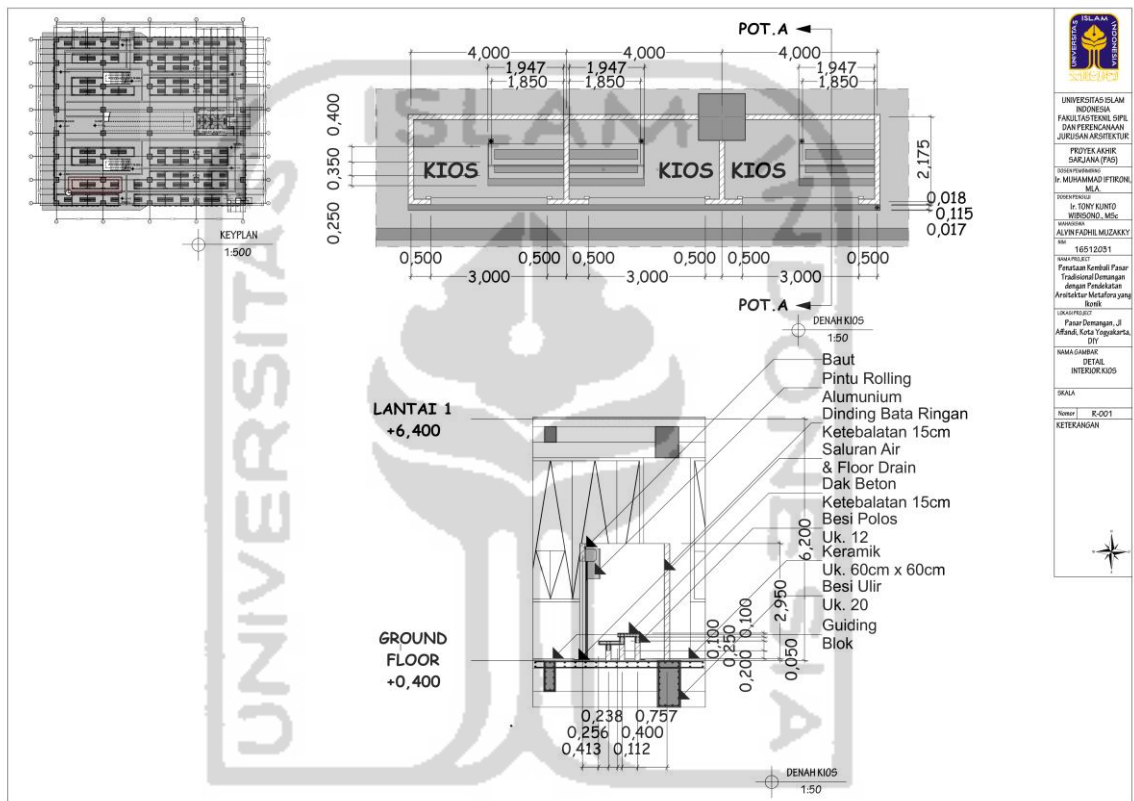 KEYPLAN
1:500
POT.A
4,000
4,000
4,000
1,947
1,947
1,947
1,850
1,850
1,850
0,400
0,350
0,250
KIOS
KIOS
KIOS
2,175
0,018
0,115
0,017
0,500
0,500
0,500
0,500
0,500
0,500
3,000
3,000
3,000
POT.A
DENAH KIOS
1:50
LANTAI 1
+6,400
GROUND
FLOOR
+0,400
Baut
Pintu Rolling
Alumunium
Dinding Bata Ringan
Ketebalatan 15cm
Saluran Air
& Floor Drain
Dak Beton
Ketebalatan 15cm
Besi Polos
Uk. 12
Keramik
Uk. 60cm x 60cm
Besi Ulir
Uk. 20
Guiding
Blok
6,200
2,950
0,050
0,100
0,250
0,200
0,100
0,238
0,757
0,256
0,400
0,413
0,112
DENAH KIOS
1:50
UNIVERSITAS ISLAM INDONESIA
UNIVERSITAS ISLAM INDONESIA
UNIVERSITAS ISLAM
INDONESIA
FAKULTAS TEKNIL SIPIL
DAN PERENCANAAN
JURUSAN ARSITEKTUR
PROYEK AKHIR
SARJANA (PAS)
DOSEN PEMBIMBING
Ir. MUHAMMAD IFTIRONI,
MLA.
DOSEN PENGUJI
Ir. TONY KUNTO
WIBISONO., MSc
MAHASISWA
ALVIN FADHIL MUZAKKY
NIM
16512031
NAMA PROJECT
Penataan Kembali Pasar
Tradisional Demangan
dengan Pendekatan
Arsitektur Metafora yang
Ikonik
LOKASI PROJECT
Pasar Demangan, Jl
Affandi, Kota Yogyakarta,
DIY
NAMA GAMBAR
DETAIL
INTERIOR KIOS
SKALA
Nomor R-001
KETERANGAN